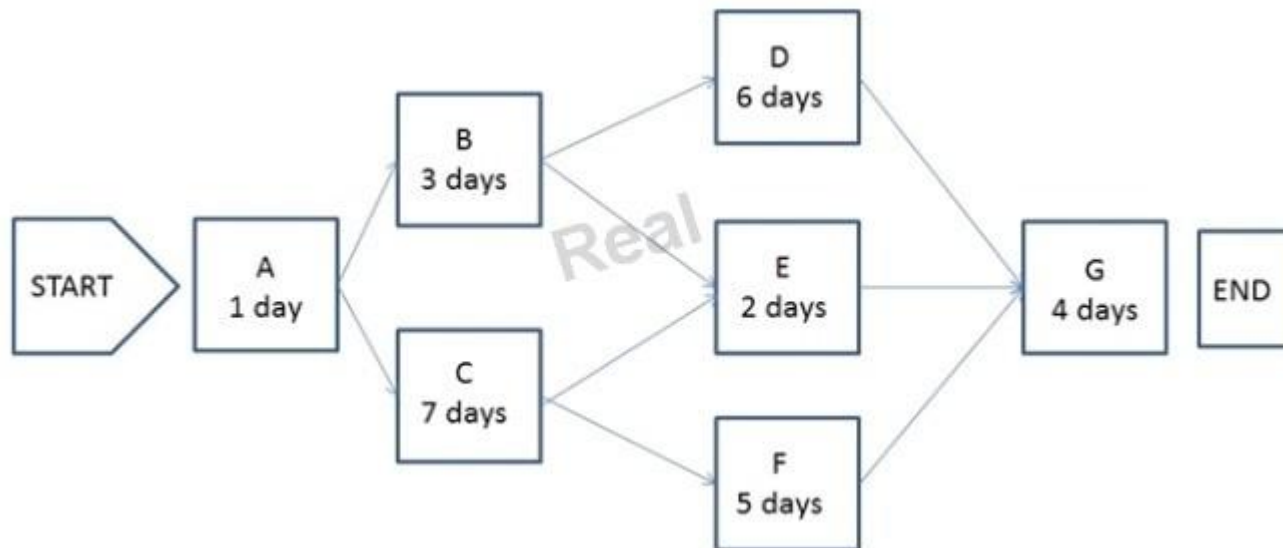 START
A
1 day
B
3 days
C
7 days
D
6 days
E
2 days
F
5 days
G
4 days
END
Real